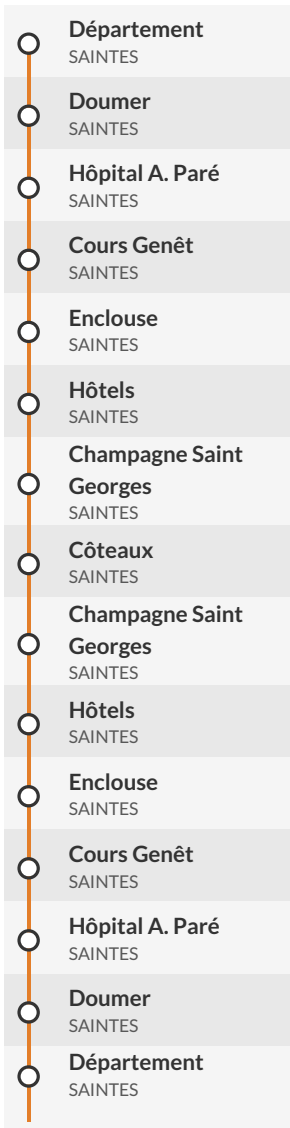 Département
SAINTES
Doumer
SAINTES
Hôpital A. Paré
SAINTES
Cours Genêt
SAINTES
Enclouse
SAINTES
Hôtels
SAINTES
Champagne Saint
Georges
SAINTES
Côteaux
SAINTES
Champagne Saint
Georges
SAINTES
Hôtels
SAINTES
Enclouse
SAINTES
Cours Genêt
SAINTES
Hôpital A. Paré
SAINTES
Doumer
SAINTES
Département
SAINTES